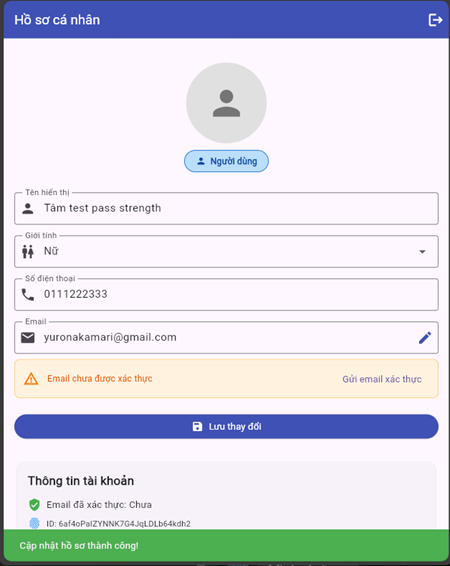 Hồ sơ cá nhân
Người dùng
Tên hiển thị
Tâm test pass strength
Giới tính
Nữ
Số điện thoại
0111222333
Email
yuronakamari@gmail.com
Email chưa được xác thực
Gửi email xác thực
Lưu thay đổi
Thông tin tài khoản
Email đã xác thực: Chưa
ID: 6af4oPaIZYNNK7G4JqLDLb64kdh2
Cập nhật hồ sơ thành công!